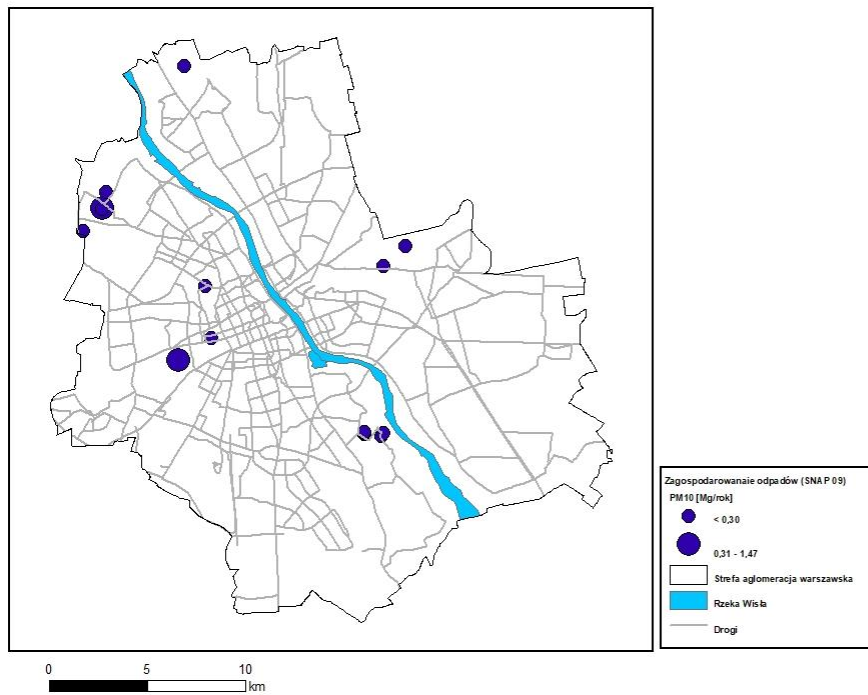 Zagospodarowanaie odpadów (SNAP 09)
PM10 [Mg/rok]
< 0,30
0,31 - 1,47
Strefa aglomeracja warszawska
Rzeka Wisła
Drogi
0 5 10
km